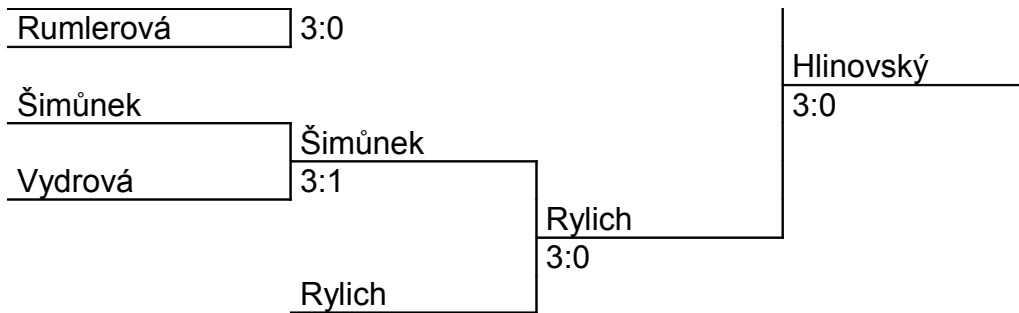 Rumlerová
3:0
Hlinovský
3:0
Šimůnek
Šimůnek
3:1
Vydrová
Rylich
3:0
Rylich